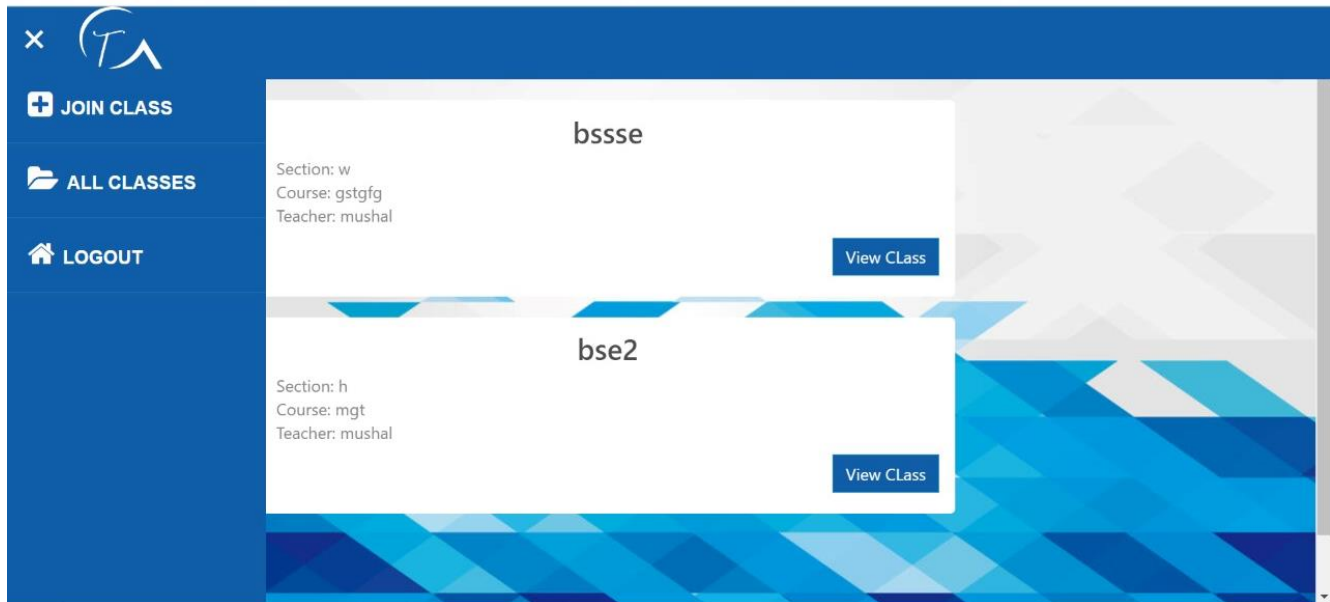 TA
JOIN CLASS
ALL CLASSES
LOGOUT
bssse
Section: w
Course: gstgfg
Teacher: mushal
View CLass
bse2
Section: h
Course: mgt
Teacher: mushal
View CLass